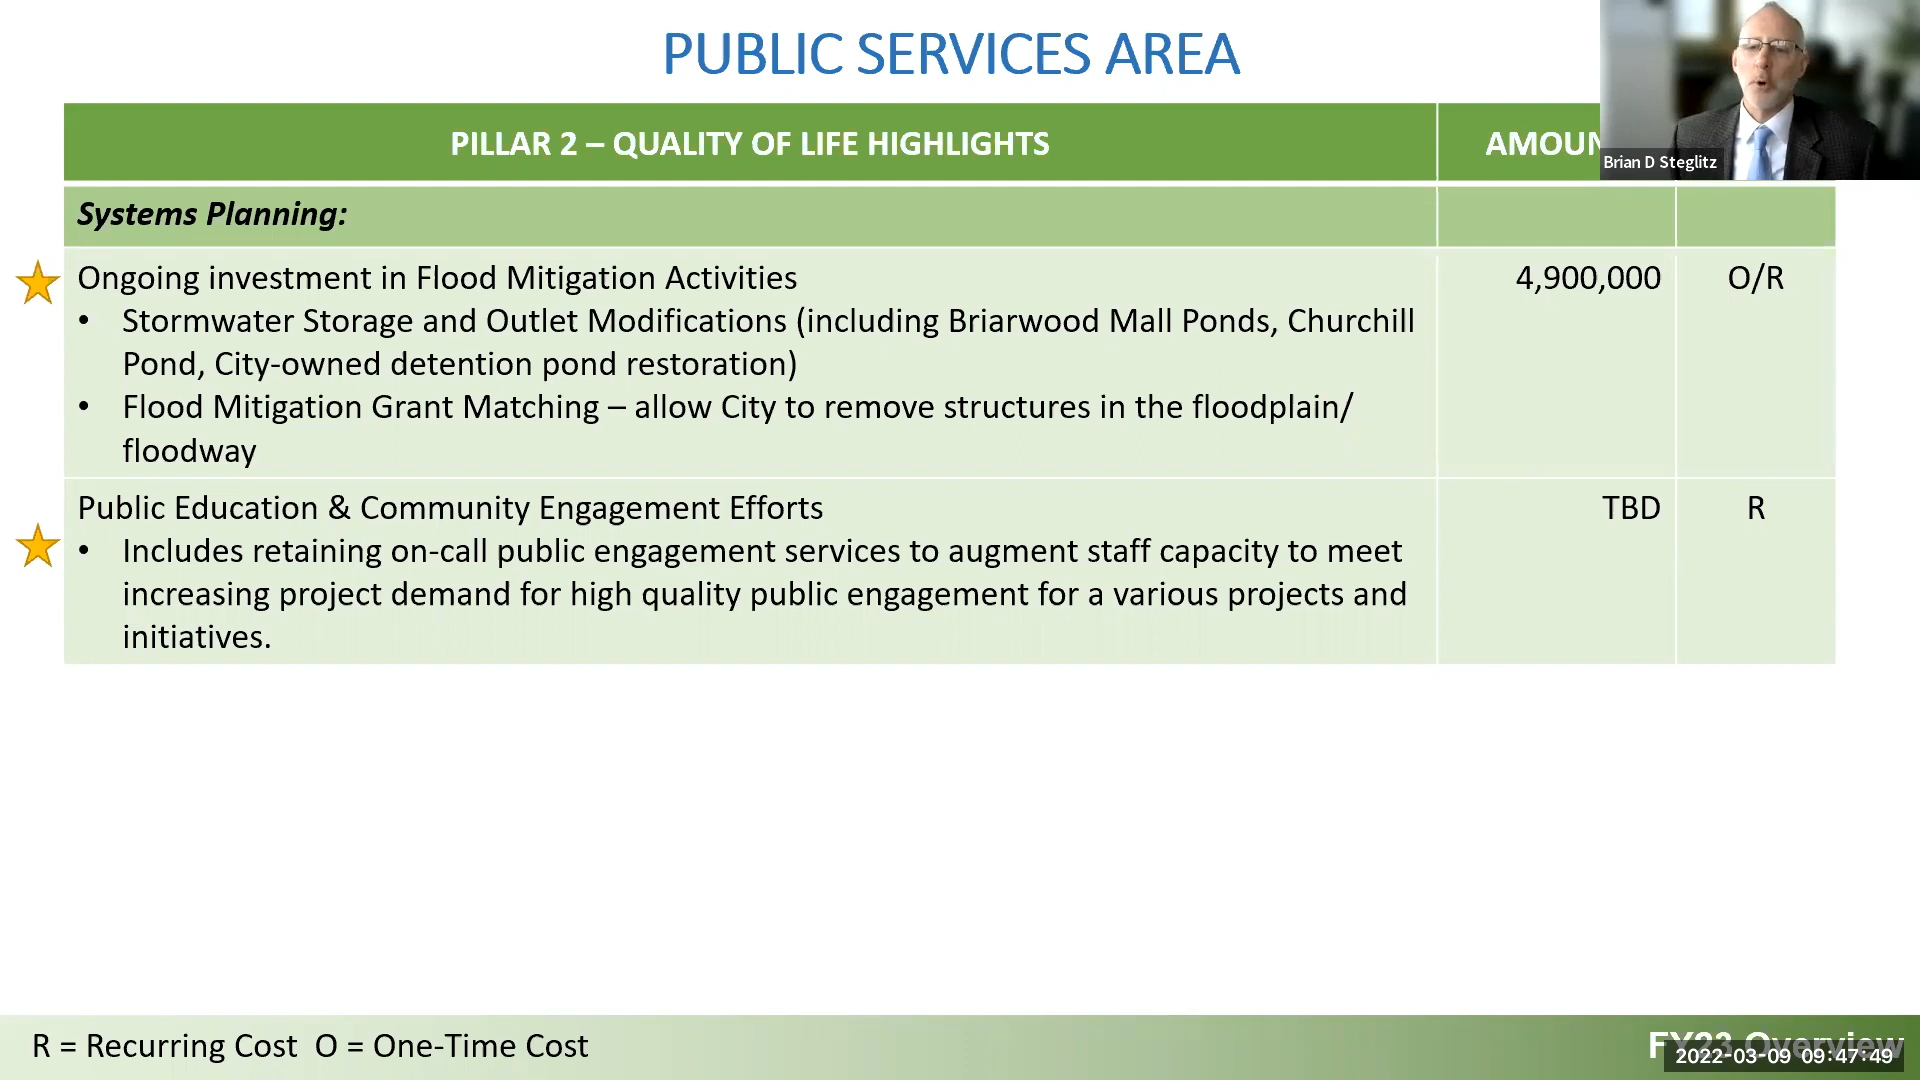 PUBLIC SERVICES AREA
PILLAR 2 – QUALITY OF LIFE HIGHLIGHTS
AMOUN
Brian D Steglitz
Systems Planning:
Ongoing investment in Flood Mitigation Activities
4,900,000
O/R
• Stormwater Storage and Outlet Modifications (including Briarwood Mall Ponds, Churchill
Pond, City-owned detention pond restoration)
• Flood Mitigation Grant Matching – allow City to remove structures in the floodplain/
floodway
Public Education & Community Engagement Efforts
TBD
R
• Includes retaining on-call public engagement services to augment staff capacity to meet
increasing project demand for high quality public engagement for a various projects and
initiatives.
R = Recurring Cost O = One-Time Cost
FY23 Overview
2022-03-09 09:47:49